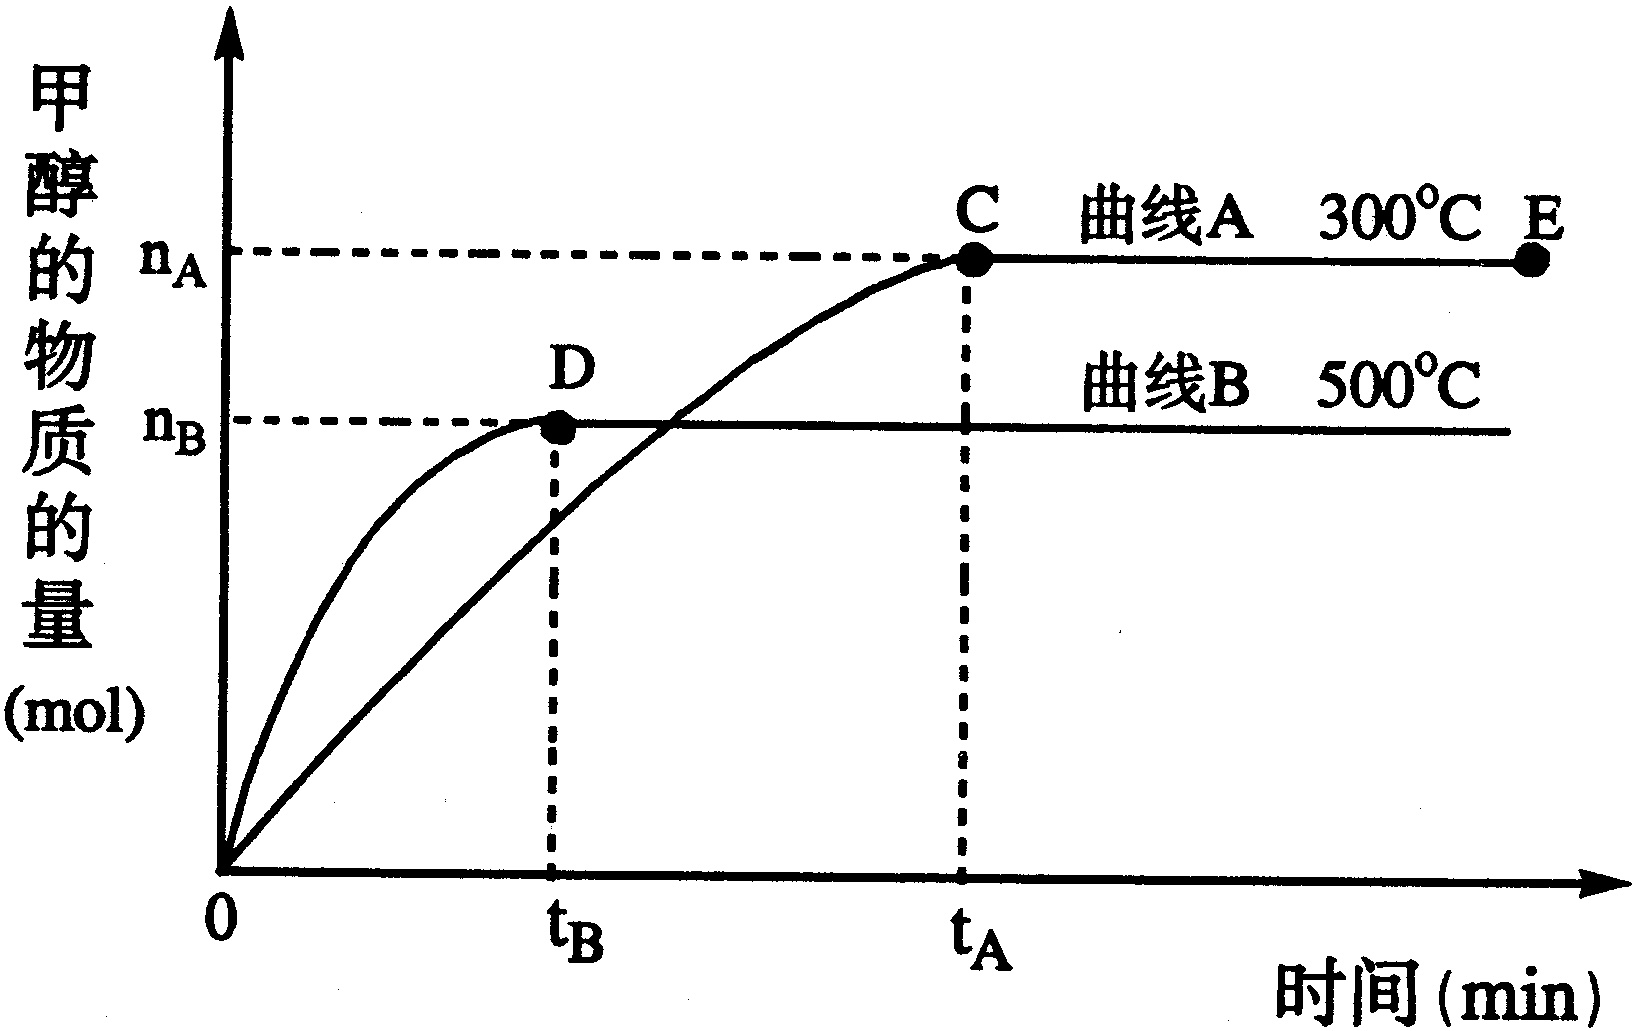 甲醇的物质的量
(mol)
n_A
n_B
C
曲线A 300°C
E
D
曲线B 500°C
0
t_B
t_A
时间(min)